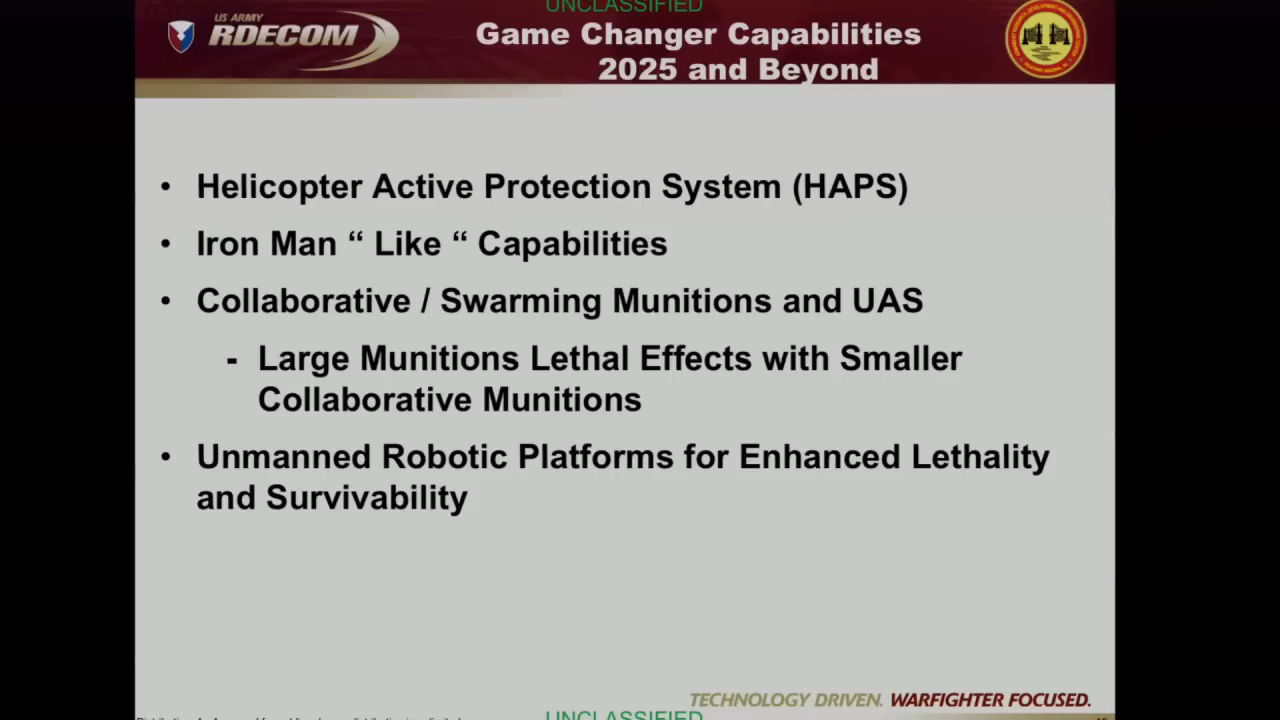 UNCLASSIFIED
US ARMY
RDECOM
Game Changer Capabilities
2025 and Beyond
• Helicopter Active Protection System (HAPS)
• Iron Man “ Like “ Capabilities
• Collaborative / Swarming Munitions and UAS
- Large Munitions Lethal Effects with Smaller
Collaborative Munitions
• Unmanned Robotic Platforms for Enhanced Lethality
and Survivability
TECHNOLOGY DRIVEN. WARFIGHTER FOCUSED.
UNCLASSIFIED